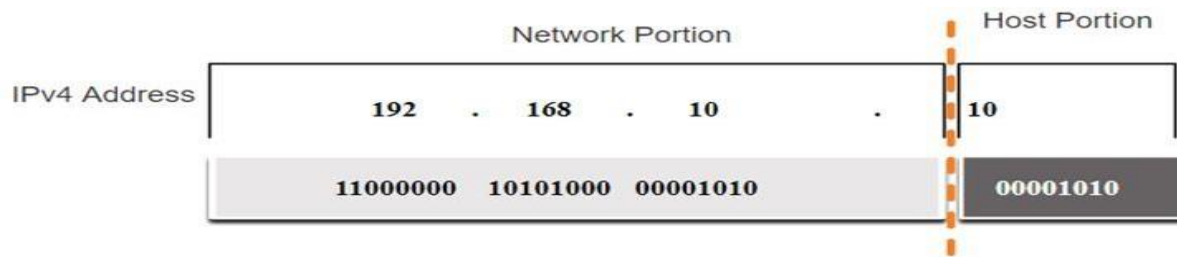 Network Portion Host Portion
IPv4 Address 192 . 168 . 10 . 10
11000000 10101000 00001010 00001010